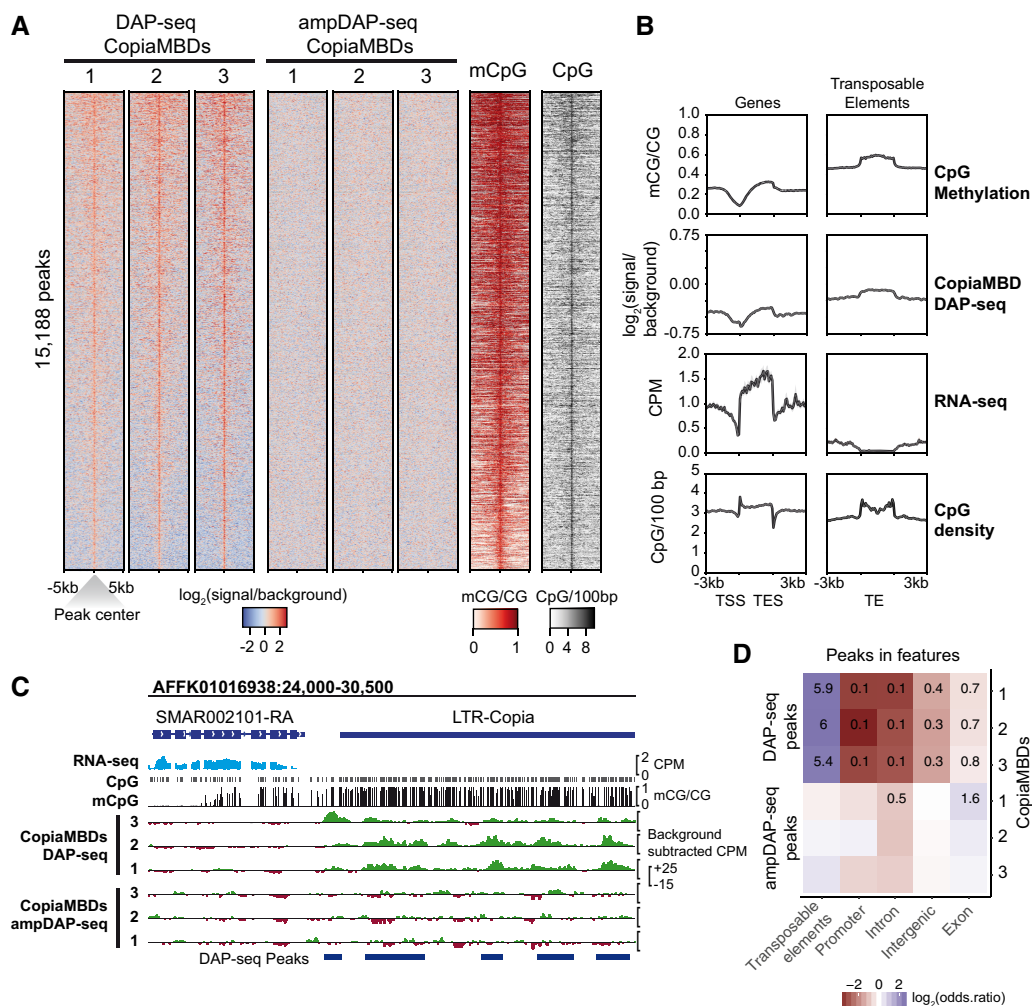 A
DAP-seq
CopiaMBDs
ampDAP-seq
CopiaMBDs
1 2 3 1 2 3 mCpG CpG
15,188 peaks
-5kb 5kb
Peak center
log2(signal/background)
-2 0 2
mCG/CG
0 1
CpG/100bp
0 4 8
B
Genes
Transposable
Elements
mCG/CG
1.0
0.8
0.6
0.4
0.2
0.0
CpG
Methylation
log2(signal/
background)
0.75
0.00
-0.75
CopiaMBD
DAP-seq
CPM
2.0
1.5
1.0
0.5
0.0
RNA-seq
CpG/100 bp
5
4
3
2
1
0
CpG
density
-3kb 3kb -3kb 3kb
TSS TES TE
C
AFFK01016938:24,000-30,500
SMAR002101-RA LTR-Copia
RNA-seq
2
0
CPM
CpG
mCpG
1
0
mCG/CG
CopiaMBDs
DAP-seq
3
2
1
Background
subtracted CPM
+25
-15
CopiaMBDs
ampDAP-seq
3
2
1
DAP-seq Peaks
D
Peaks in features
DAP-seq
peaks
5.9 0.1 0.1 0.4 0.7 1
6 0.1 0.1 0.3 0.7 2
5.4 0.1 0.1 0.3 0.8 3
ampDAP-seq
peaks
0.5 1.6 1
2
3
CopiaMBDs
Transposable
elements
Promoter
Intron
Intergenic
Exon
−2 0 2
log2(odds.ratio)